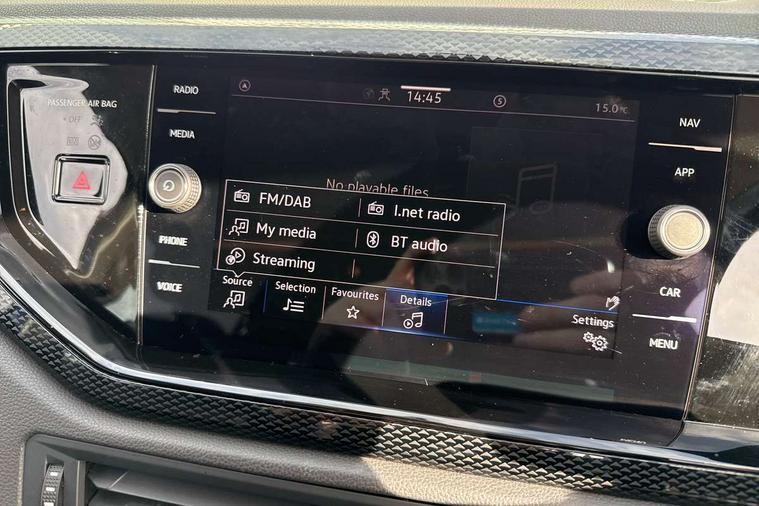 PASSENGER AIR BAG
OFF
RADIO
MEDIA
PHONE
VOICE
14:45
S
15.0°C
No playable files
FM/DAB
I.net radio
My media
BT audio
Streaming
Source
Selection
Favourites
Details
Settings
NAV
APP
CAR
MENU